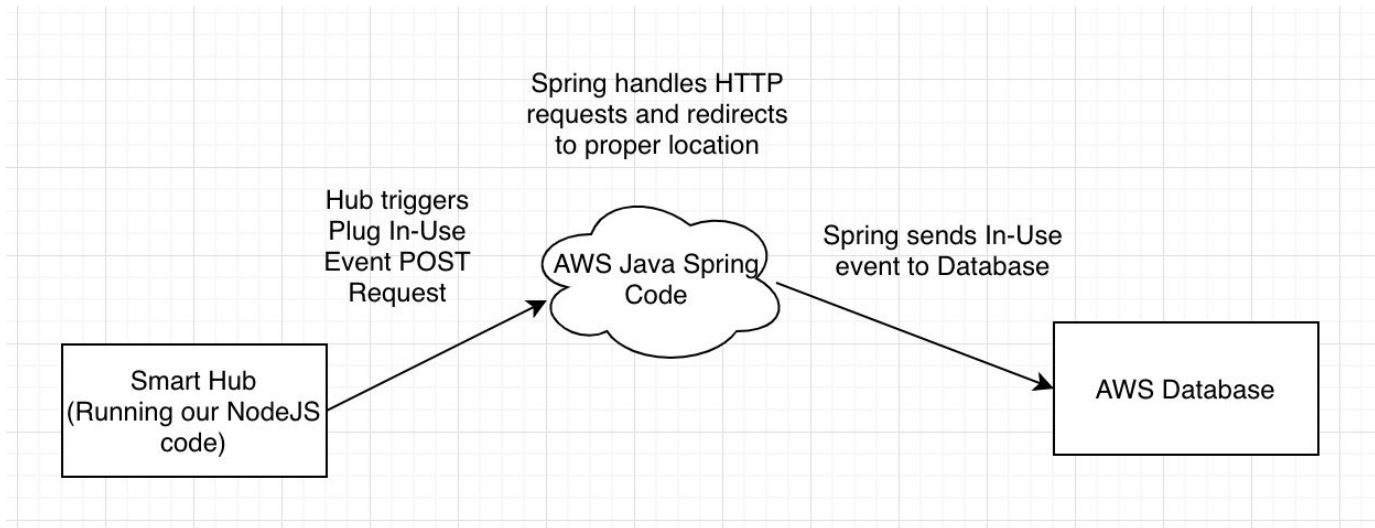 Spring handles HTTP
requests and redirects
to proper location
Hub triggers
Plug In-Use
Event POST
Request
AWS Java Spring
Code
Spring sends In-Use
event to Database
Smart Hub
(Running our NodeJS
code)
AWS Database